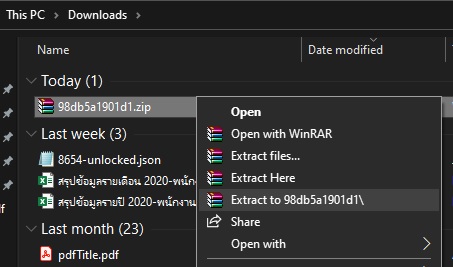 This PC > Downloads >
Name
Date modified
Today (1)
98db5a1901d1.zip
Open
Open with WinRAR
Last week (3)
Extract files...
8654-unlocked.json
Extract Here
สรุปข้อมูลรายเดือน 2020-พนัก
Extract to 98db5a1901d1\
สรุปข้อมูลรายปี 2020-พนักงาน
Share
Last month (23)
Open with
pdfTitle.pdf